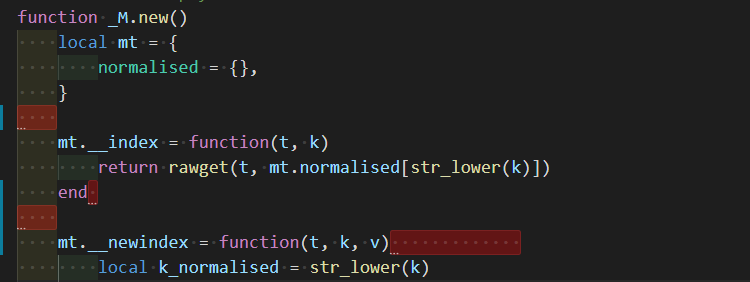 function _M.new()
    local mt = {
        normalised = {},
    }
    mt.__index = function(t, k)
        return rawget(t, mt.normalised[str_lower(k)])
    end
    mt.__newindex = function(t, k, v)
        local k_normalised = str_lower(k)